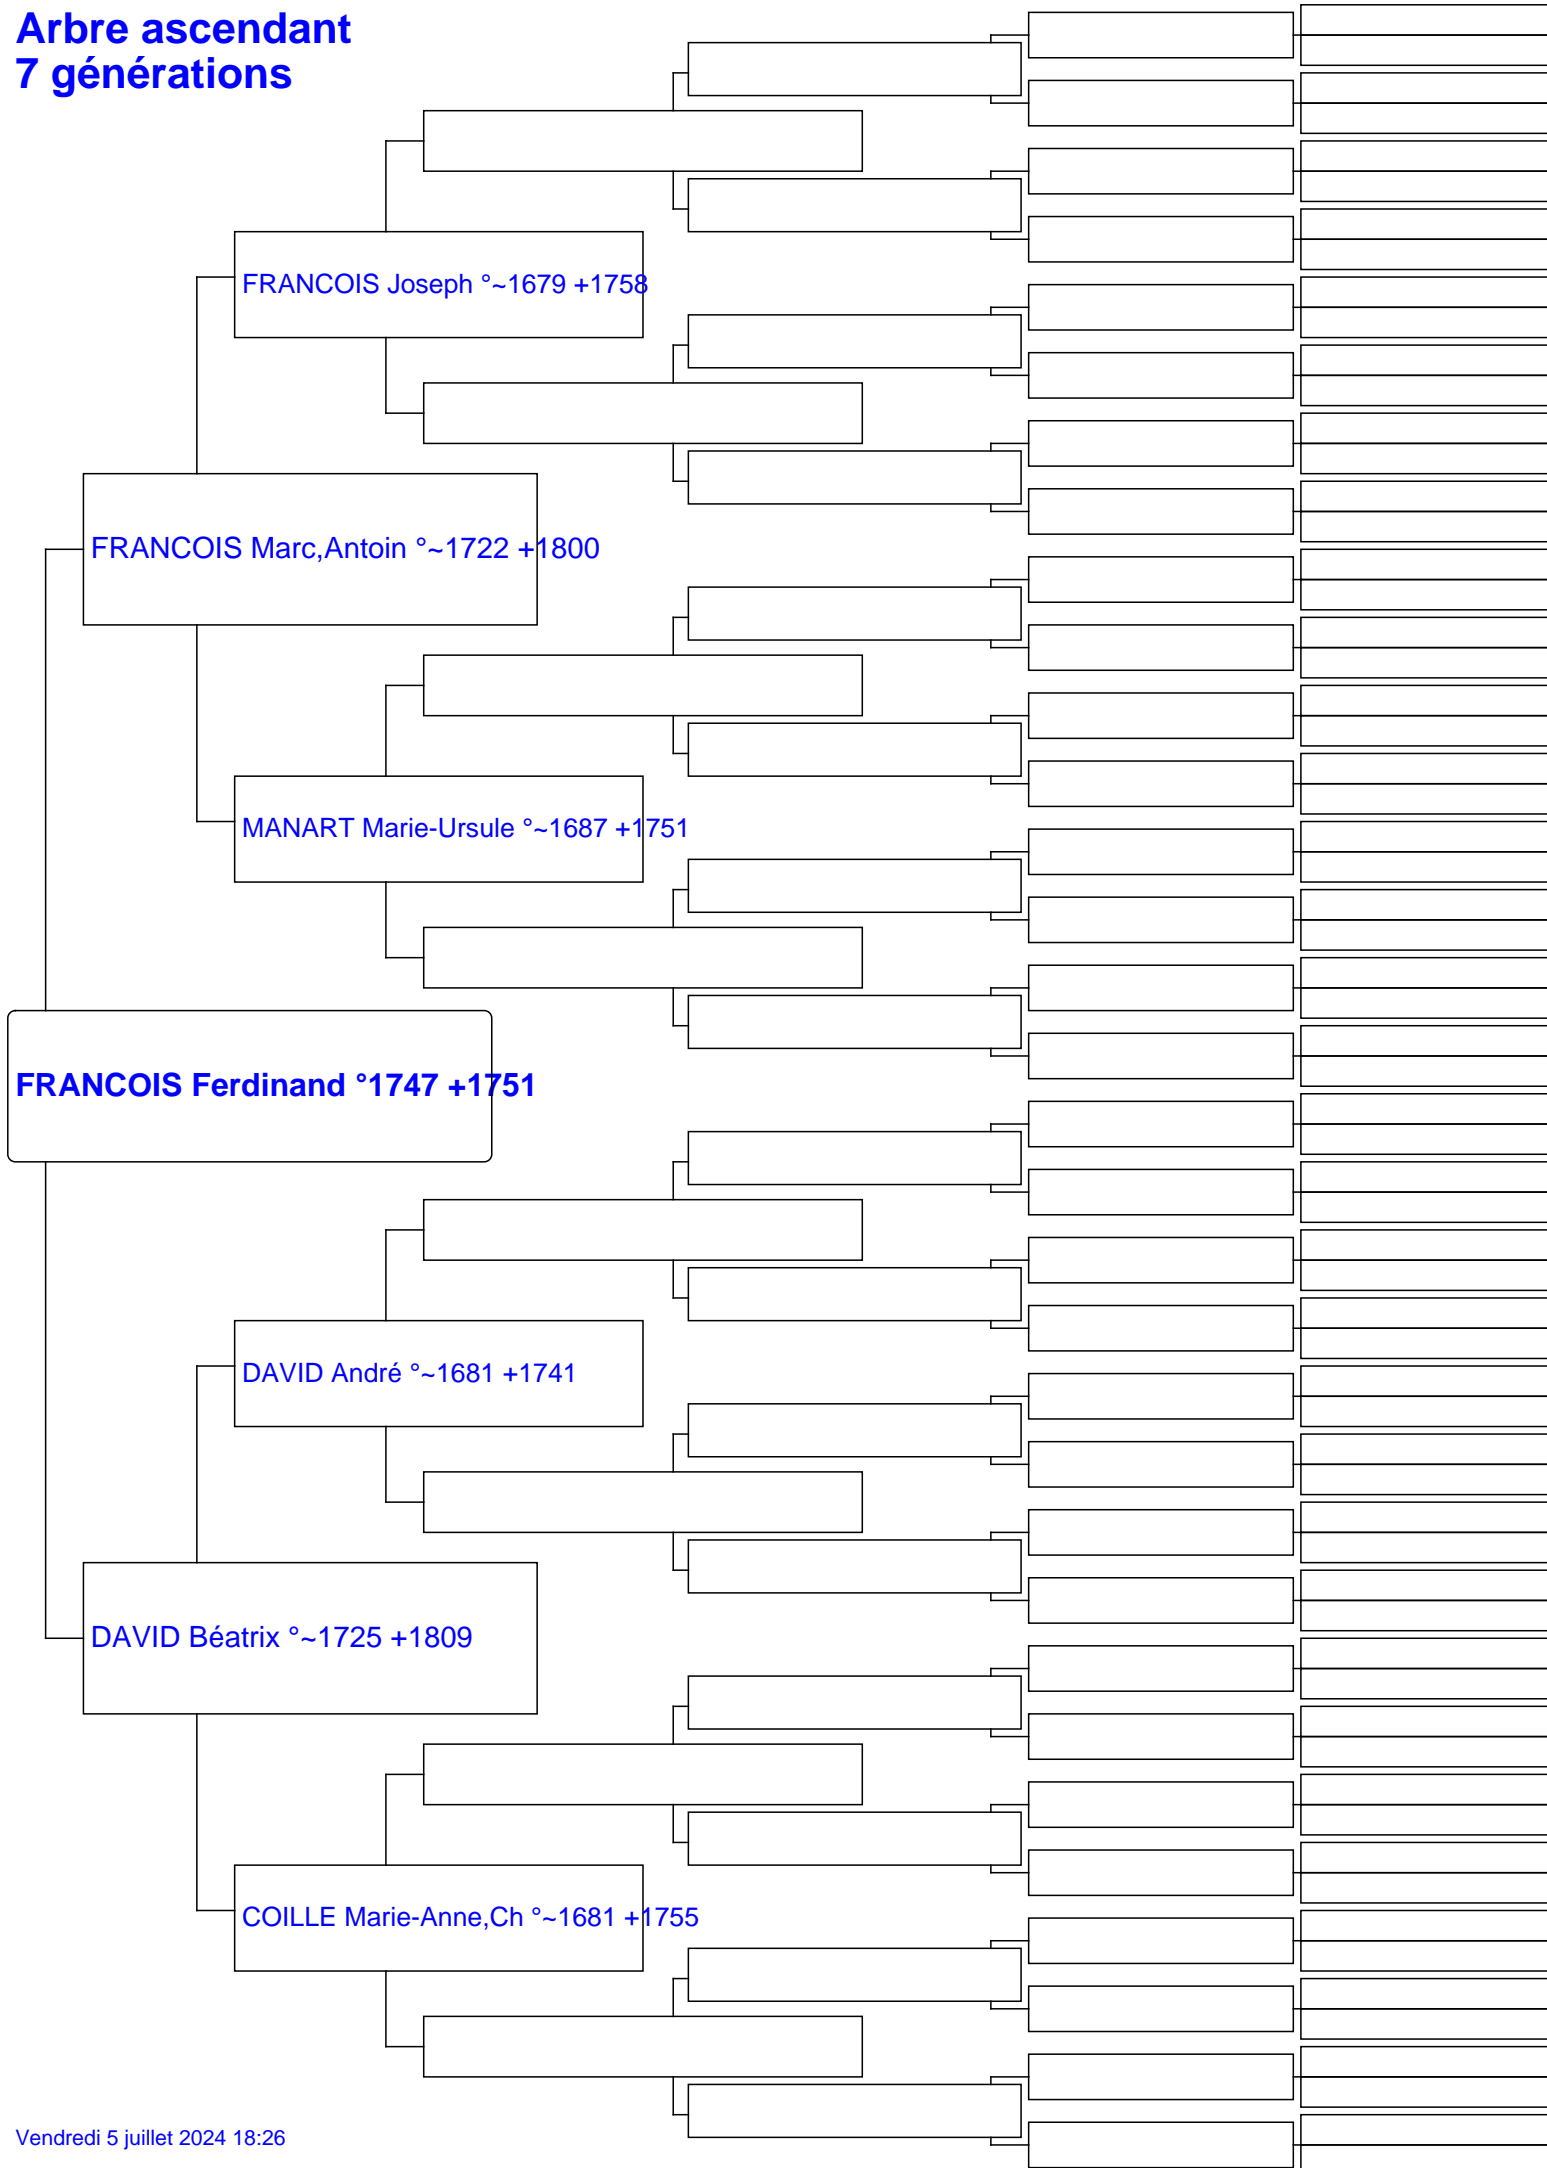 Arbre ascendant
7 générations
FRANCOIS Joseph °~1679 +1758
FRANCOIS Marc,Antoin °~1722 +1800
MANART Marie-Ursule °~1687 +1751
FRANCOIS Ferdinand °1747 +1751
DAVID André °~1681 +1741
DAVID Béatrix °~1725 +1809
COILLE Marie-Anne,Ch °~1681 +1755
Vendredi 5 juillet 2024 18:26